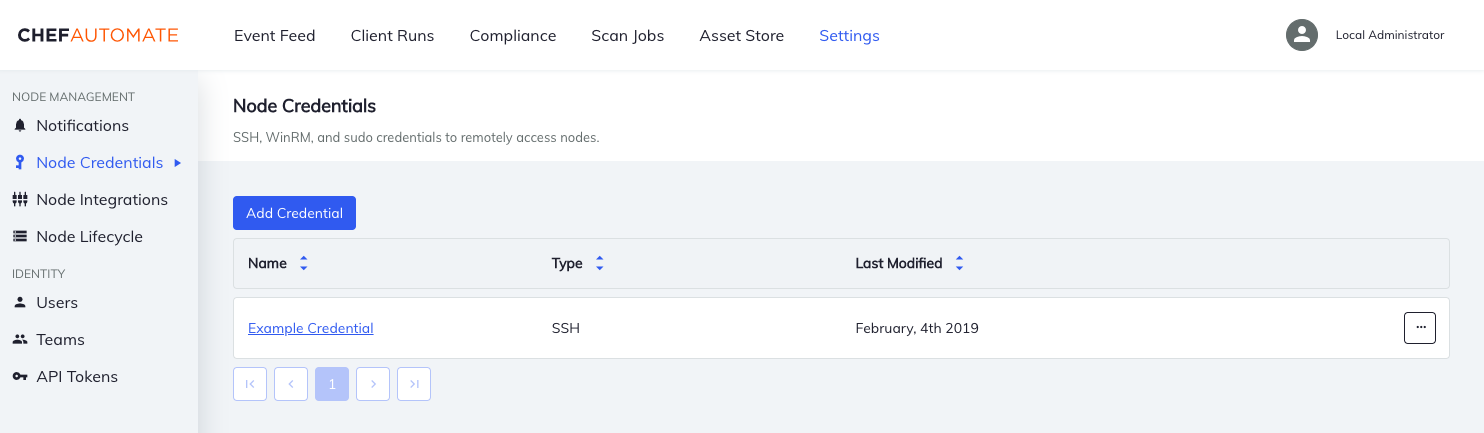 CHEFAUTOMATE
Event Feed Client Runs Compliance Scan Jobs Asset Store Settings
Local Administrator
NODE MANAGEMENT
Notifications
Node Credentials
Node Integrations
Node Lifecycle
IDENTITY
Users
Teams
API Tokens
Node Credentials
SSH, WinRM, and sudo credentials to remotely access nodes.
Add Credential
Name Type Last Modified
Example Credential SSH February, 4th 2019
1